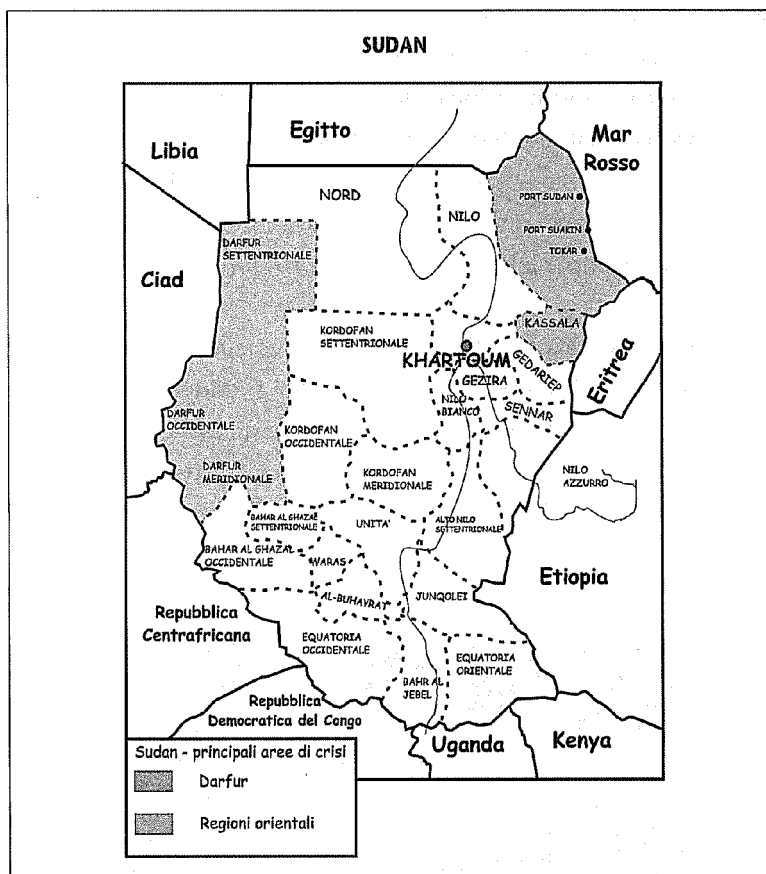 SUDAN
Egitto
Libia
Mar
Rosso
NORD
NILO
PORT SUDAN
PORT SUAKIN
TOKAR
DARFUR
SETTENTRIONALE
Ciad
KORDOFAN
SETTENTRIONALE
KASSALA
KHARTOUM
GEDARIEP
Eritrea
GEZIRA
NILO
BIANCO
SENNAR
DARFUR
OCCIDENTALE
KORDOFAN
OCCIDENTALE
DARFUR
MERIDIONALE
KORDOFAN
MERIDIONALE
NILO
AZZURRO
BAHAR AL GHAZAL
SETTENTRIONALE
UNITA'
ALTO NILO
SETTENTRIONALE
BAHAR AL GHAZAL
OCCIDENTALE
WARAS
Etiopia
AL-BUHAYRAT
JUNQOLEI
Repubblica
Centrafricana
EQUATORIA
OCCIDENTALE
EQUATORIA
ORIENTALE
BAHR AL
JEBEL
Repubblica
Democratica del Congo
Uganda
Kenya
Sudan - principali aree di crisi
Darfur
Regioni orientali